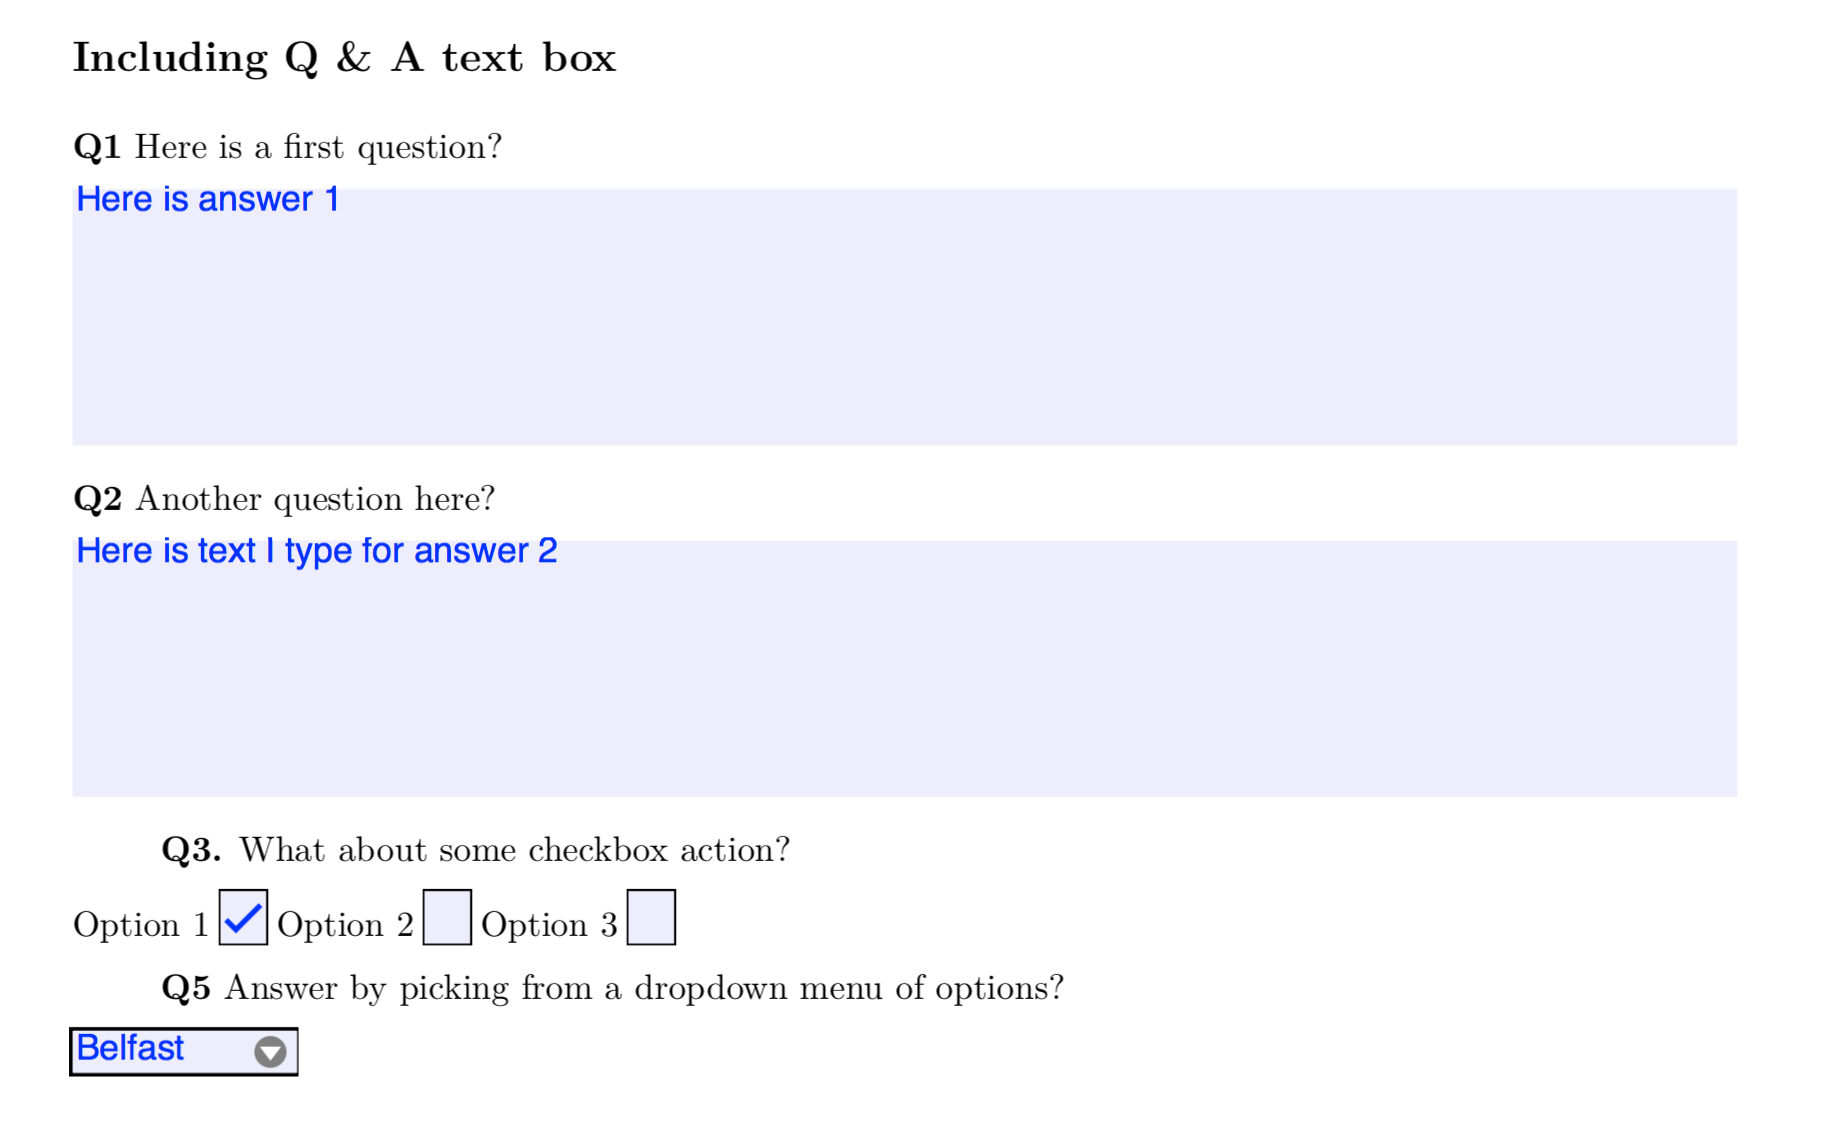 Including Q & A text box
Q1 Here is a first question?
Here is answer 1
Q2 Another question here?
Here is text I type for answer 2
Q3. What about some checkbox action?
Option 1 Option 2 Option 3
Q5 Answer by picking from a dropdown menu of options?
Belfast